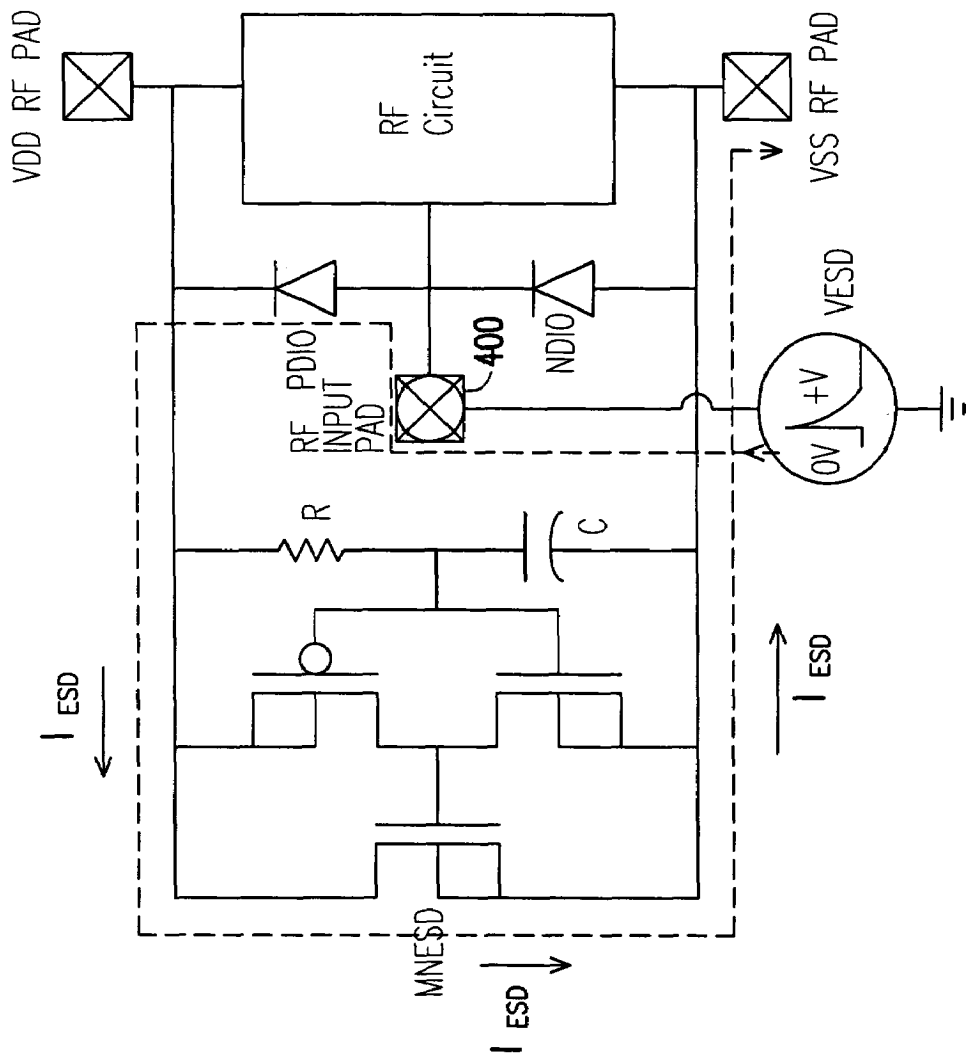 VDD RF PAD
RF
Circuit
VSS RF PAD
PDIO
NDIO
RF
INPUT
PAD
400
VESD
0V +V
R
C
I ESD
I ESD
MNESD
I ESD